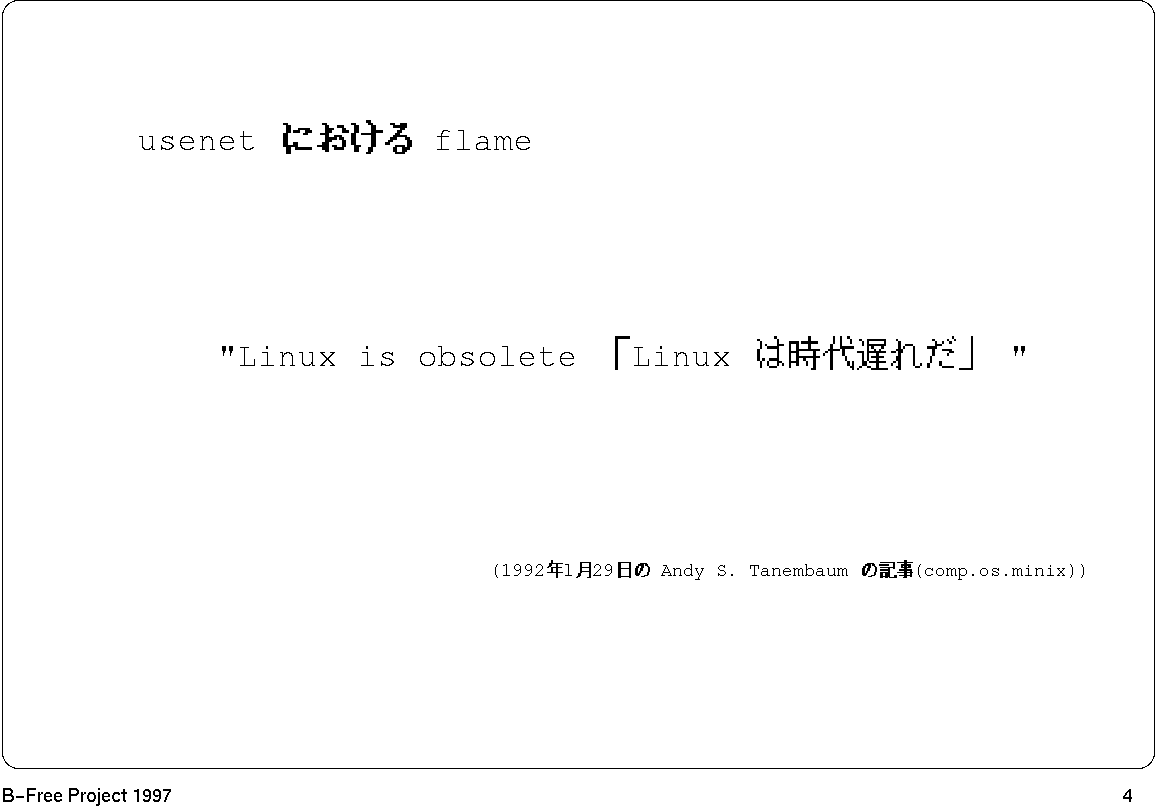 usenet における flame
"Linux is obsolete 「Linux は時代遅れだ」 "
(1992年1月29日の Andy S. Tanembaum の記事(comp.os.minix))
B-Free Project 1997
4